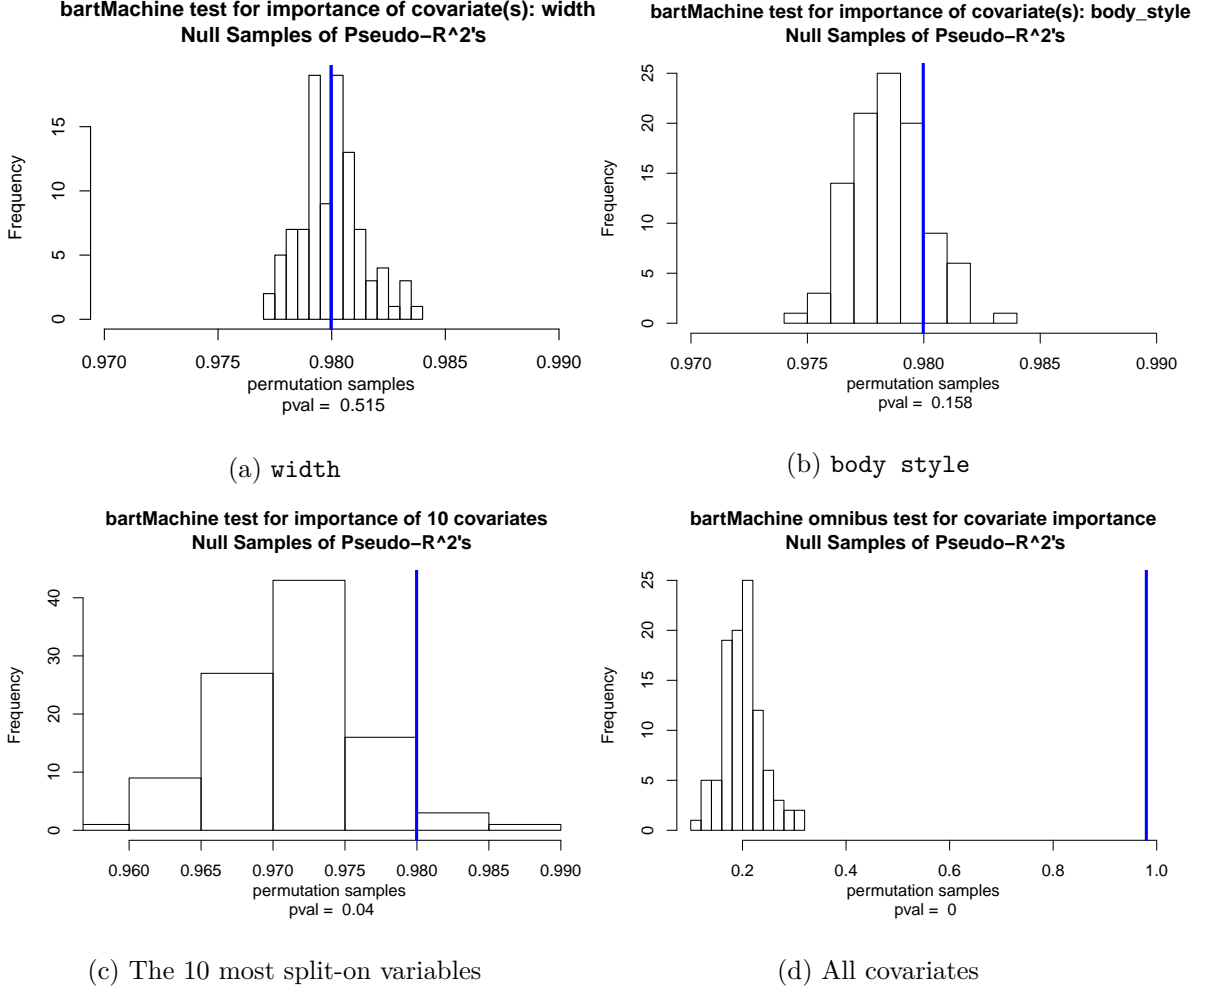 bartMachine test for importance of covariate(s): width
Null Samples of Pseudo−R^2's
Frequency
15
10
5
0
0.970 0.975 0.980 0.985 0.990
permutation samples
pval = 0.515
(a) width
bartMachine test for importance of covariate(s): body_style
Null Samples of Pseudo−R^2's
Frequency
25
20
15
10
5
0
0.970 0.975 0.980 0.985 0.990
permutation samples
pval = 0.158
(b) body style
bartMachine test for importance of 10 covariates
Null Samples of Pseudo−R^2's
Frequency
40
30
20
10
0
0.960 0.965 0.970 0.975 0.980 0.985 0.990
permutation samples
pval = 0.04
(c) The 10 most split-on variables
bartMachine omnibus test for covariate importance
Null Samples of Pseudo−R^2's
Frequency
25
20
15
10
5
0
0.2 0.4 0.6 0.8 1.0
permutation samples
pval = 0
(d) All covariates